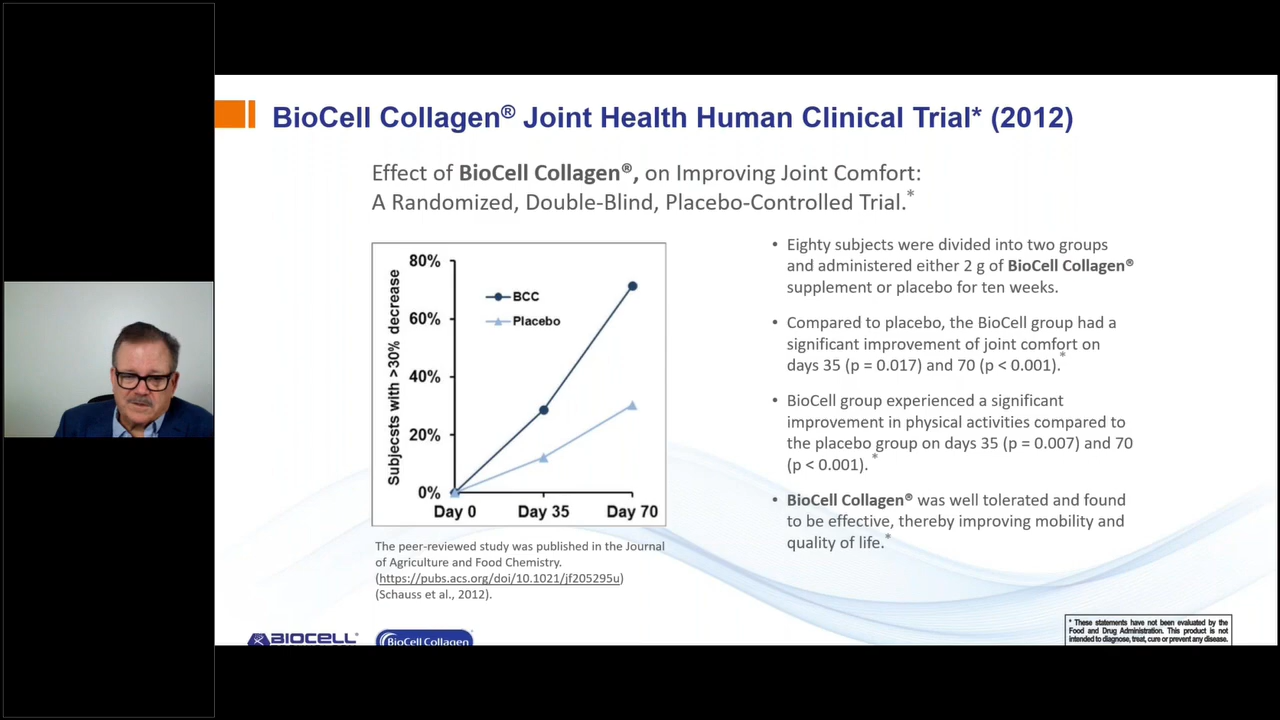 BioCell Collagen® Joint Health Human Clinical Trial* (2012)
Effect of BioCell Collagen®, on Improving Joint Comfort:
A Randomized, Double-Blind, Placebo-Controlled Trial.*
Subjecsts with >30% decrease
80%
60%
40%
20%
0%
BCC
Placebo
Day 0 Day 35 Day 70
The peer-reviewed study was published in the Journal
of Agriculture and Food Chemistry.
(https://pubs.acs.org/doi/10.1021/jf205295u)
(Schauss et al., 2012).
• Eighty subjects were divided into two groups
and administered either 2 g of BioCell Collagen®
supplement or placebo for ten weeks.
• Compared to placebo, the BioCell group had a
significant improvement of joint comfort on
days 35 (p = 0.017) and 70 (p < 0.001).*
• BioCell group experienced a significant
improvement in physical activities compared to
the placebo group on days 35 (p = 0.007) and 70
(p < 0.001). *
• BioCell Collagen® was well tolerated and found
to be effective, thereby improving mobility and
quality of life.*
BIOCELL
BioCell Collagen
* These statements have not been evaluated by the
Food and Drug Administration. This product is not
intended to diagnose, treat, cure or prevent any disease.